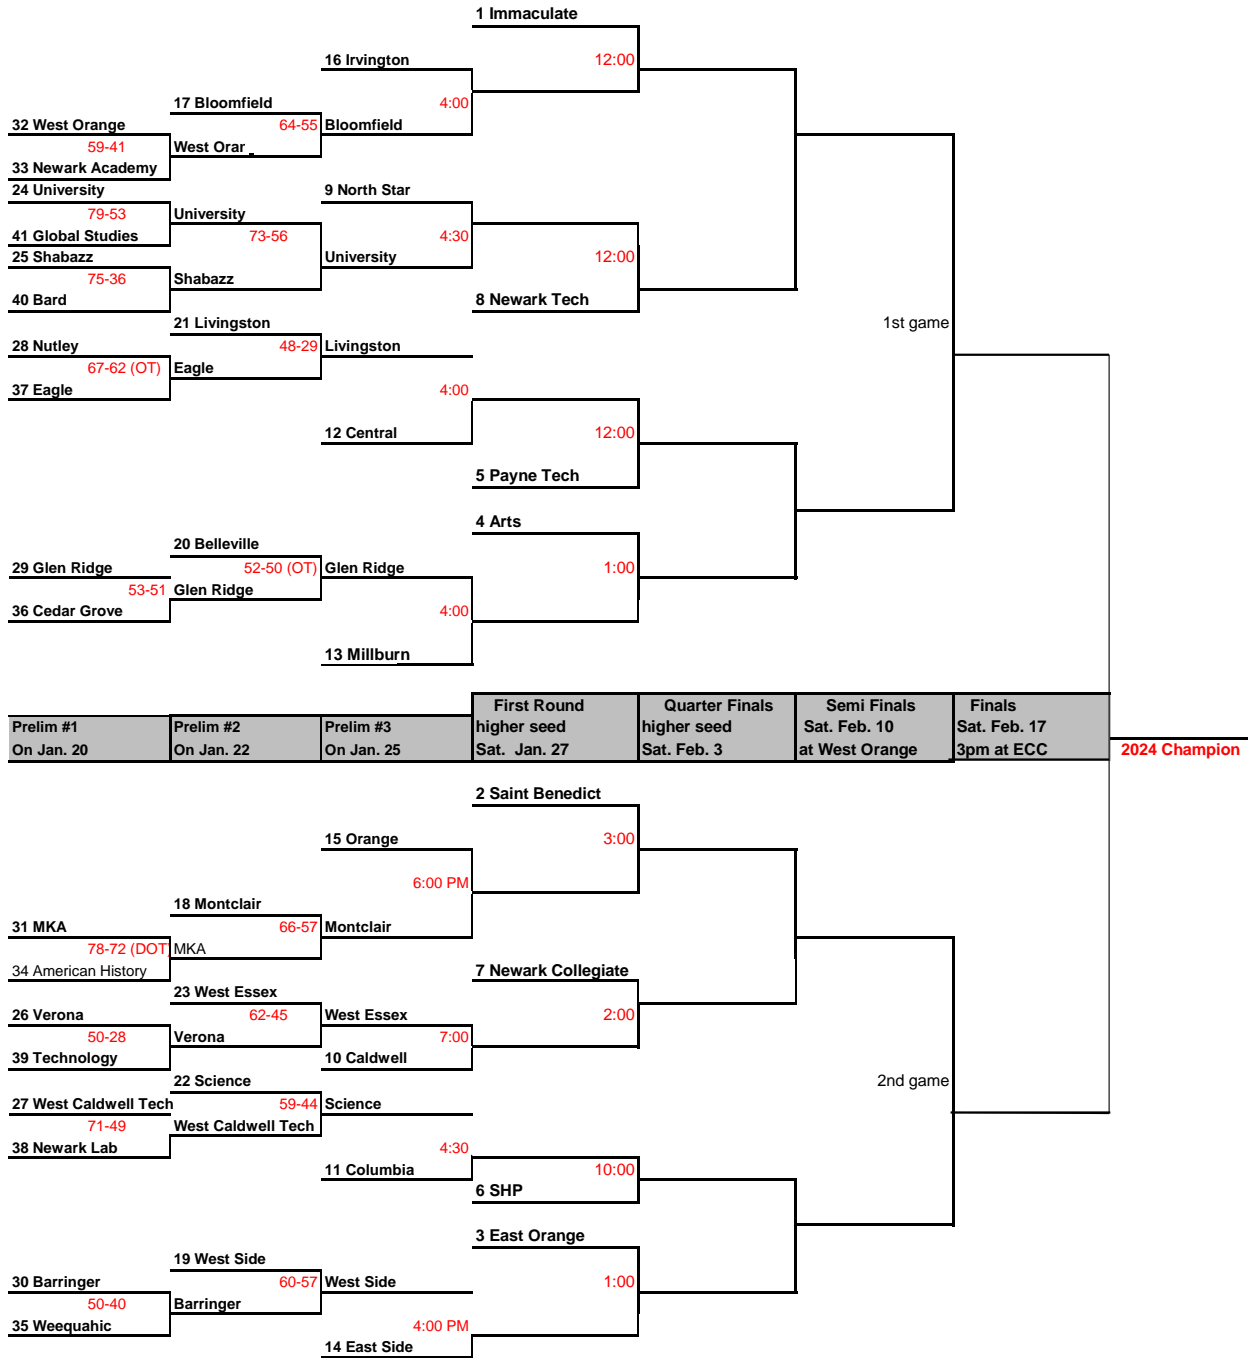 1 Immaculate
16 Irvington
12:00
17 Bloomfield
4:00
32 West Orange
64-55
Bloomfield
59-41
West Orar
33 Newark Academy
24 University
9 North Star
79-53
University
41 Global Studies
73-56
4:30
25 Shabazz
University
12:00
75-36
Shabazz
40 Bard
8 Newark Tech
21 Livingston
1st game
28 Nutley
48-29
Livingston
67-62 (OT)
Eagle
37 Eagle
4:00
12 Central
12:00
5 Payne Tech
4 Arts
20 Belleville
29 Glen Ridge
52-50 (OT)
Glen Ridge
1:00
53-51
Glen Ridge
36 Cedar Grove
4:00
13 Millburn
Prelim #1
On Jan. 20
Prelim #2
On Jan. 22
Prelim #3
On Jan. 25
First Round
higher seed
Sat. Jan. 27
Quarter Finals
higher seed
Sat. Feb. 3
Semi Finals
Sat. Feb. 10
at West Orange
Finals
Sat. Feb. 17
3pm at ECC
2024 Champion
2 Saint Benedict
15 Orange
3:00
6:00 PM
18 Montclair
31 MKA
66-57
Montclair
78-72 (DOT
MKA
34 American History
7 Newark Collegiate
23 West Essex
26 Verona
62-45
West Essex
2:00
50-28
Verona
7:00
39 Technology
10 Caldwell
22 Science
2nd game
27 West Caldwell Tech
59-44
Science
71-49
West Caldwell Tech
38 Newark Lab
4:30
11 Columbia
10:00
6 SHP
3 East Orange
19 West Side
30 Barringer
60-57
West Side
1:00
50-40
Barringer
35 Weequahic
4:00 PM
14 East Side